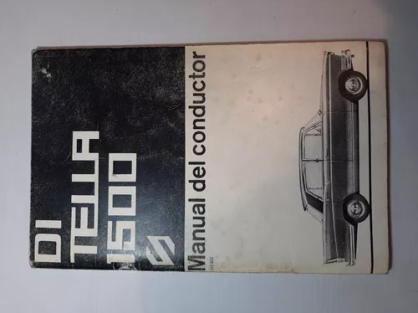 DI
TELLA
1500
Manual del conductor